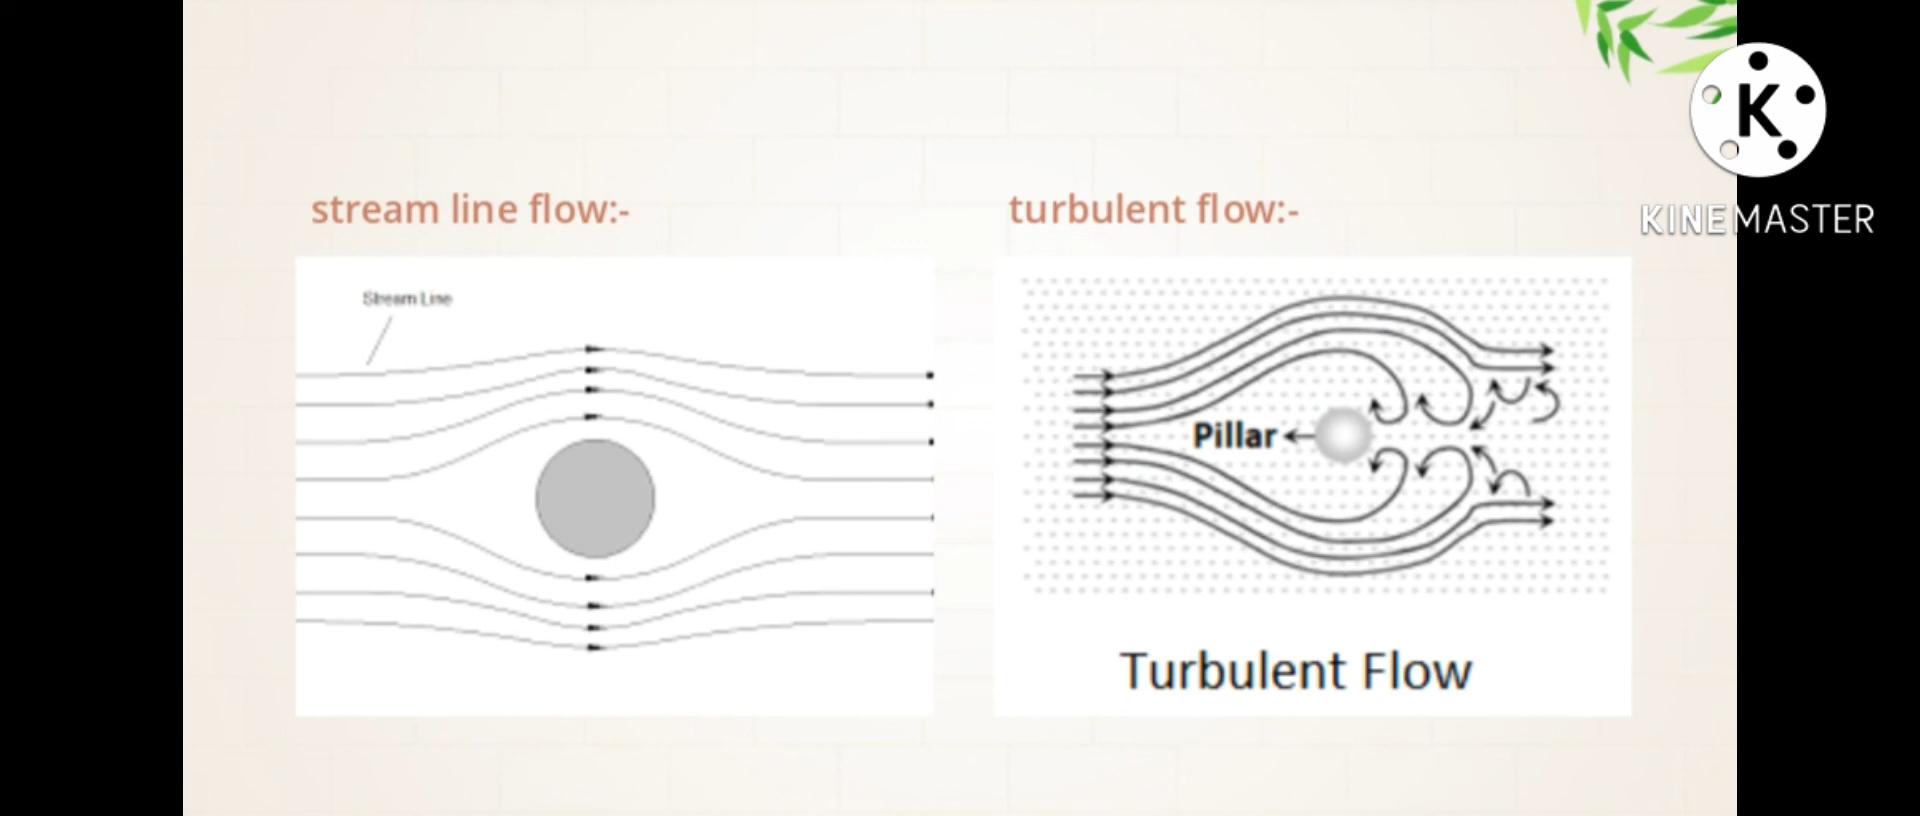 stream line flow:-
Stream Line
turbulent flow:-
Pillar
Turbulent Flow
K
KINEMASTER